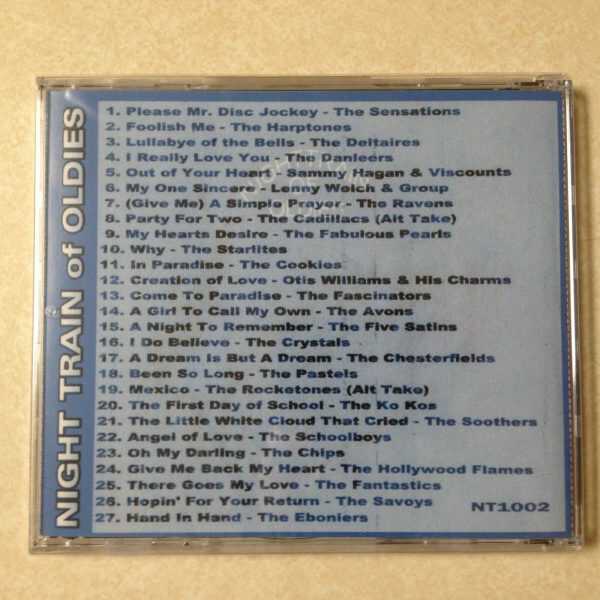 NIGHT TRAIN of OLDIES
1. Please Mr. Disc Jockey - The Sensations
2. Foolish Me - The Harptones
3. Lullabye of the Bells - The Deltaires
4. I Really Love You - The Danleers
5. Out of Your Heart - Sammy Hagan & Viscounts
6. My One Sincere - Lenny Welch & Group
7. (Give Me) A Simple Prayer - The Ravens
8. Party For Two - The Cadillacs (Alt Take)
9. My Hearts Desire - The Fabulous Pearls
10. Why - The Starlites
11. In Paradise - The Cookies
12. Creation of Love - Otis Williams & His Charms
13. Come To Paradise - The Fascinators
14. A Girl To Call My Own - The Avons
15. A Night To Remember - The Five Satins
16. I Do Believe - The Crystals
17. A Dream Is But A Dream - The Chesterfields
18. Been So Long - The Pastels
19. Mexico - The Rocketones (Alt Take)
20. The First Day of School - The Ko Kos
21. The Little White Cloud That Cried - The Soothers
22. Angel of Love - The Schoolboys
23. Oh My Darling - The Chips
24. Give Me Back My Heart - The Hollywood Flames
25. There Goes My Love - The Fantastics
26. Hopin' For Your Return - The Savoys
27. Hand In Hand - The Eboniers
NT1002